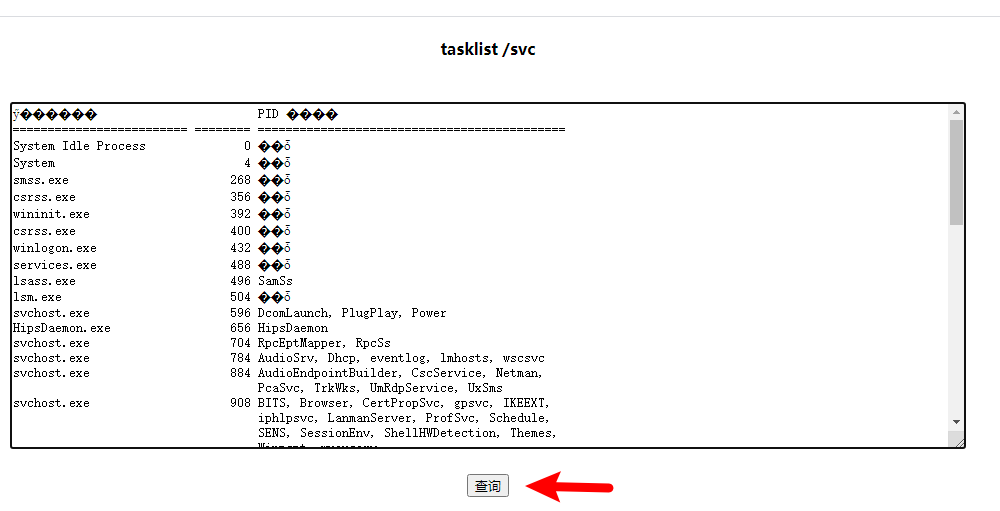 tasklist /svc
PID
========================= ======== ============================================
System Idle Process 0
System 4
smss.exe 268
csrss.exe 356
wininit.exe 392
csrss.exe 400
winlogon.exe 432
services.exe 488
lsass.exe 496 SamSs
lsm.exe 504
svchost.exe 596 DcomLaunch, PlugPlay, Power
HipsDaemon.exe 656 HipsDaemon
svchost.exe 704 RpcEptMapper, RpcSs
svchost.exe 784 AudioSrv, Dhcp, eventlog, lmhosts, wscsvc
svchost.exe 884 AudioEndpointBuilder, CscService, Netman,
PcaSvc, TrkWks, UmRdpService, UxSms
svchost.exe 908 BITS, Browser, CertPropSvc, gpsvc, IKEEXT,
iphlpsvc, LanmanServer, ProfSvc, Schedule,
SENS, SessionEnv, ShellHWDetection, Themes,
查询